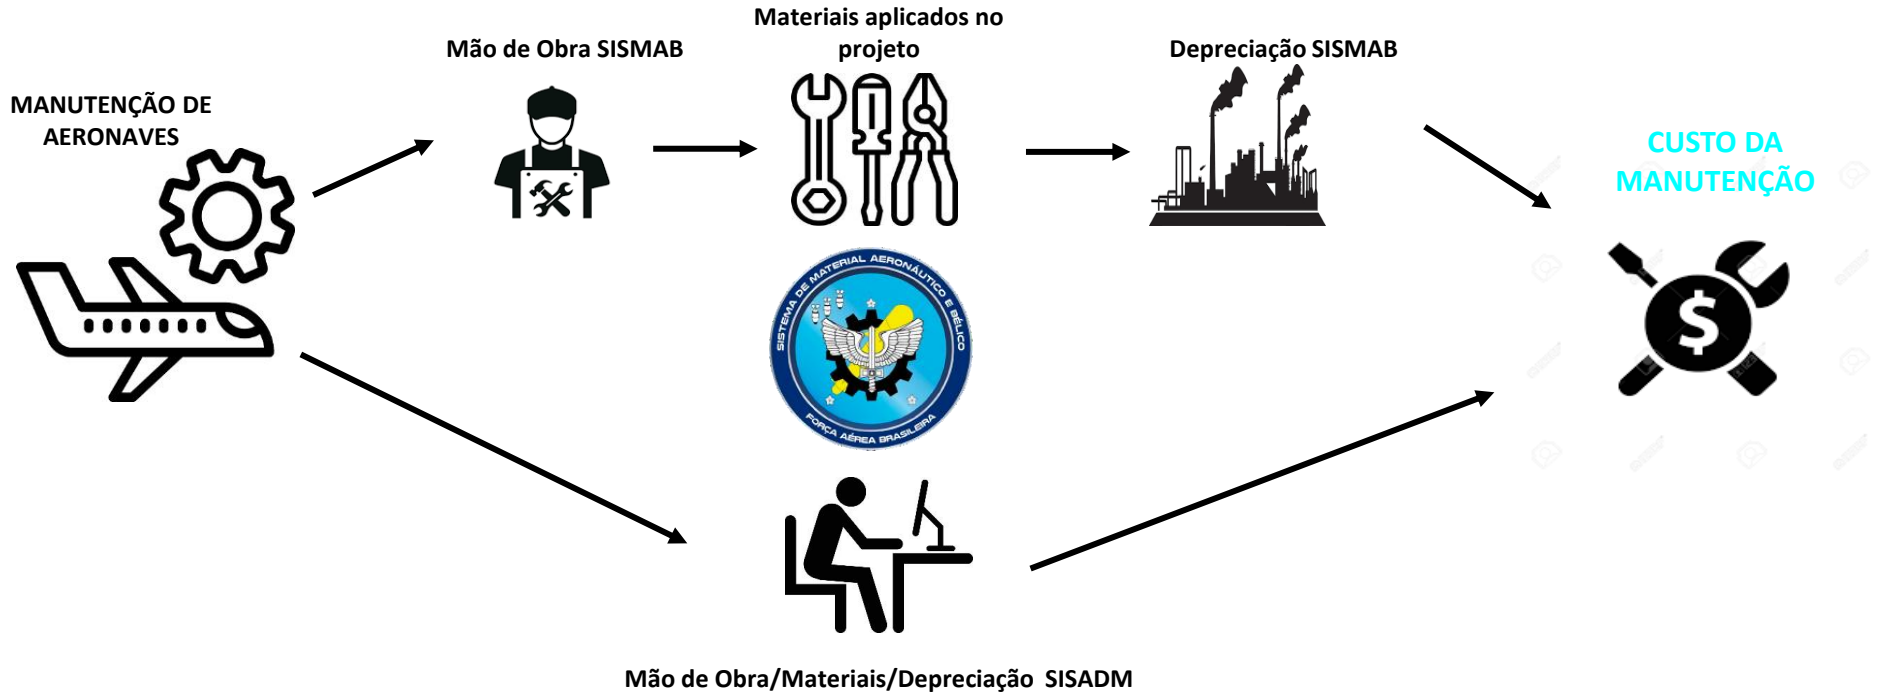 Materiais aplicados no
projeto
Mão de Obra SISMAB
Depreciação SISMAB
MANUTENÇÃO DE
AERONAVES
CUSTO DA
MANUTENÇÃO
SISTEMA DE MATERIAL AERONÁUTICO E BÉLICO
FORÇA AÉREA BRASILEIRA
$
Mão de Obra/Materiais/Depreciação SISADM